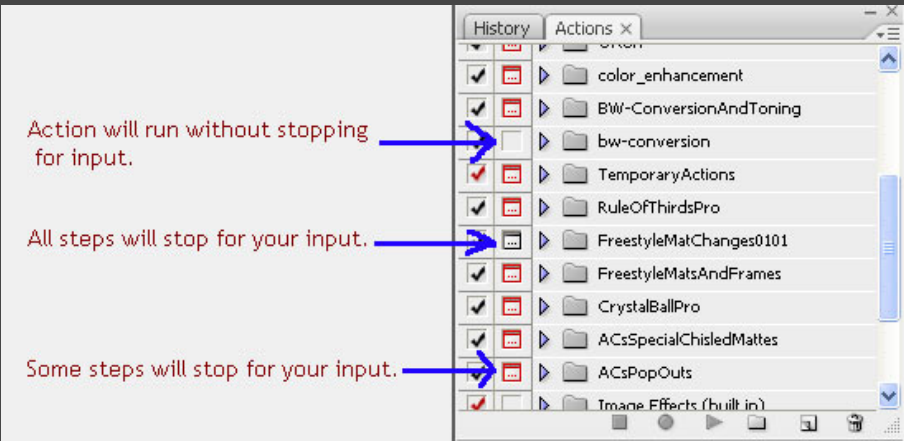 History
Actions
color_enhancement
BW-ConversionAndToning
Action will run without stopping
for input.
bw-conversion
TemporaryActions
RuleOfThirdsPro
All steps will stop for your input.
FreestyleMatChanges0101
FreestyleMatsAndFrames
CrystalBallPro
ACsSpecialChisledMattes
Some steps will stop for your input.
ACsPopOuts
Image Effects (built in)